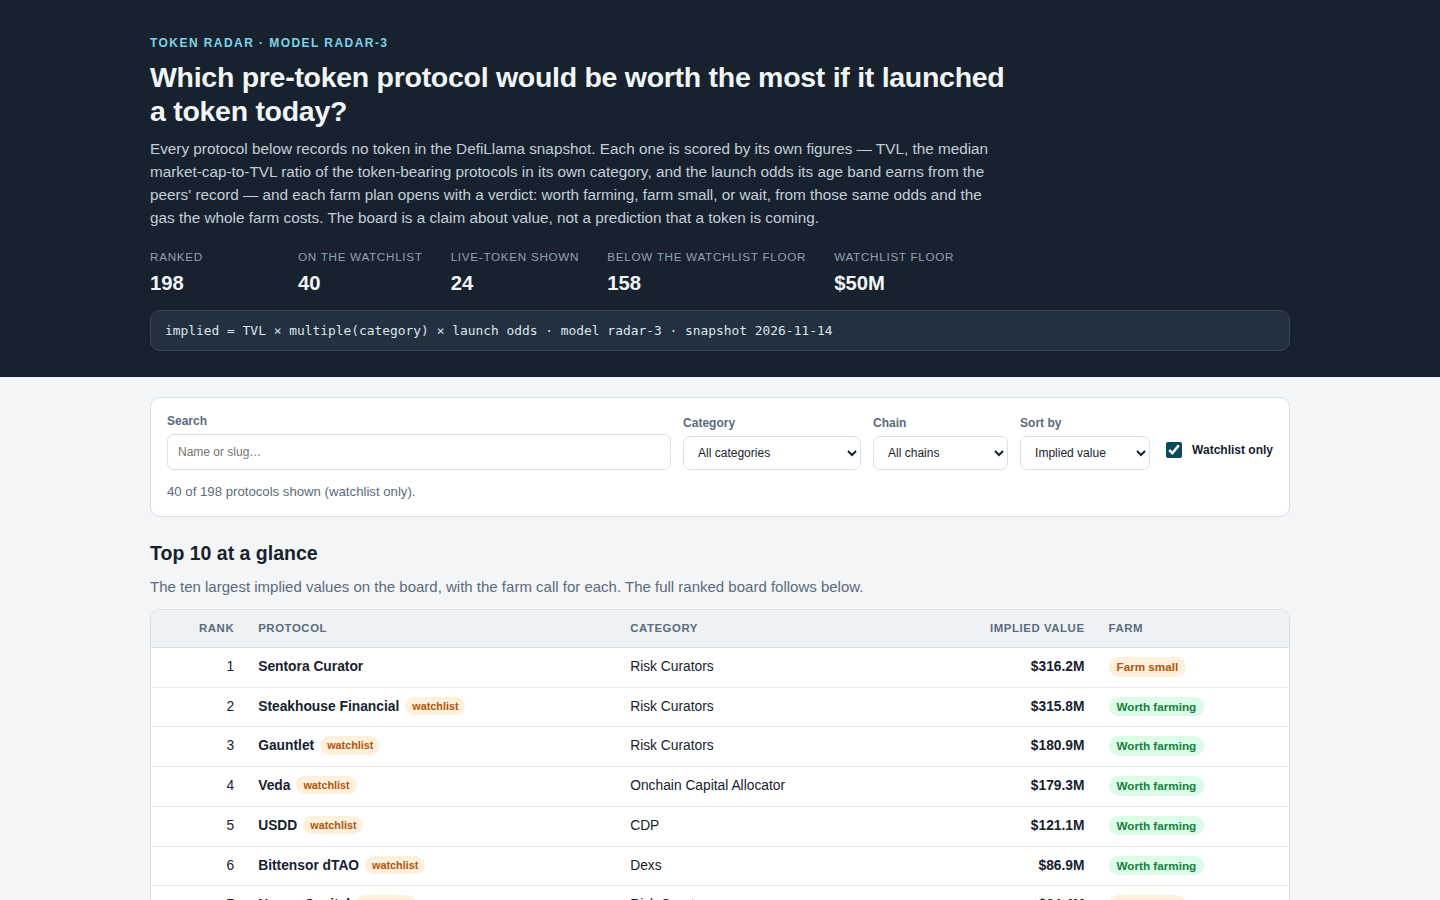 TOKEN RADAR · MODEL RADAR-3
Which pre-token protocol would be worth the most if it launched
a token today?
Every protocol below records no token in the DefiLlama snapshot. Each one is scored by its own figures — TVL, the median
market-cap-to-TVL ratio of the token-bearing protocols in its own category, and the launch odds its age band earns from the
peers' record — and each farm plan opens with a verdict: worth farming, farm small, or wait, from those same odds and the
gas the whole farm costs. The board is a claim about value, not a prediction that a token is coming.
RANKED ON THE WATCHLIST LIVE-TOKEN SHOWN BELOW THE WATCHLIST FLOOR WATCHLIST FLOOR
198 40 24 158 $50M
implied = TVL × multiple(category) × launch odds · model radar-3 · snapshot 2026-11-14
Search Category Chain Sort by
Name or slug… All categories All chains Implied value Watchlist only
40 of 198 protocols shown (watchlist only).
Top 10 at a glance
The ten largest implied values on the board, with the farm call for each. The full ranked board follows below.
RANK PROTOCOL CATEGORY IMPLIED VALUE FARM
1 Sentora Curator Risk Curators $316.2M Farm small
2 Steakhouse Financial watchlist Risk Curators $315.8M Worth farming
3 Gauntlet watchlist Risk Curators $180.9M Worth farming
4 Veda watchlist Onchain Capital Allocator $179.3M Worth farming
5 USDD watchlist CDP $121.1M Worth farming
6 Bittensor dTAO watchlist Dexs $86.9M Worth farming